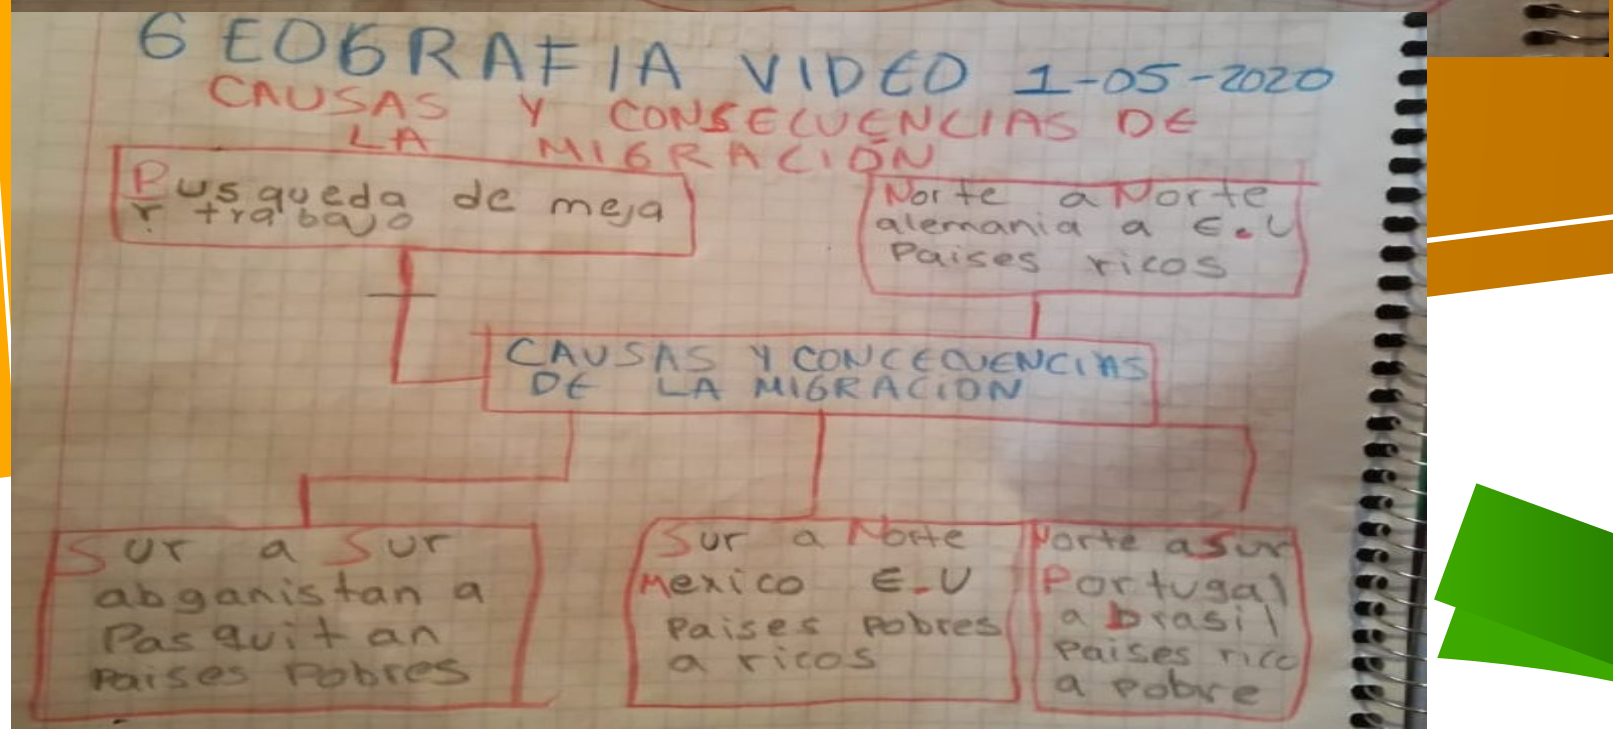 GEOGRAFIA VIDEO 1-05-2020
CAUSAS Y CONSECUENCIAS DE
LA MIGRACIÓN
Pusqueda de meja
r trabajo
Norte a Norte
alemania a E.U
Paises ricos
CAUSAS Y CONCECUENCIAS
DE LA MIGRACION
Sur a Sur
abganistan a
Pasquitan
Paises Pobres
Sur a Norte
Mexico E.U
Paises Pobres
a ricos
Norte a Sur
Portugal
a brasil
Paises rico
a pobre